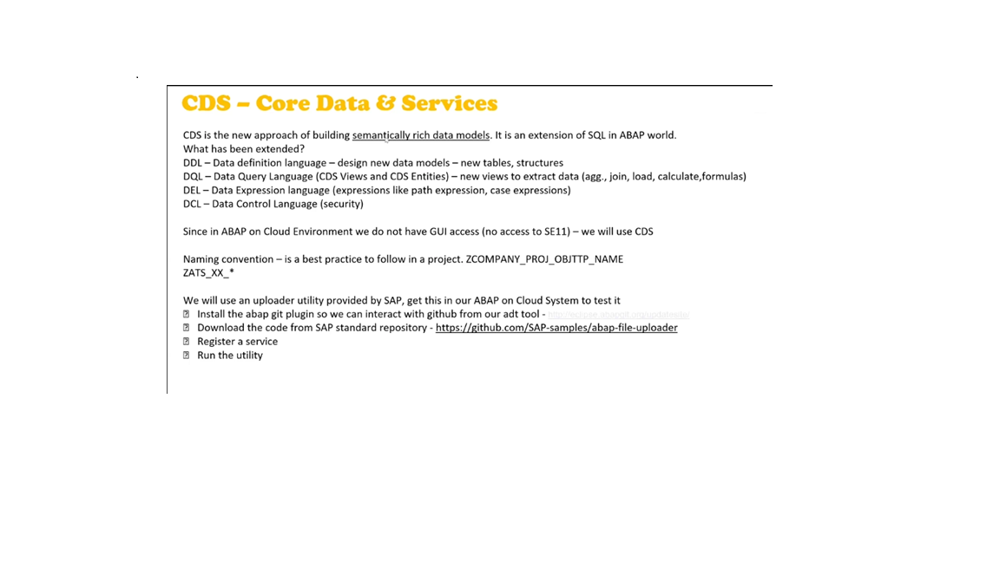 CDS – Core Data & Services
CDS is the new approach of building semantically rich data models. It is an extension of SQL in ABAP world.
What has been extended?
DDL – Data definition language – design new data models – new tables, structures
DQL – Data Query Language (CDS Views and CDS Entities) – new views to extract data (agg., join, load, calculate,formulas)
DEL – Data Expression language (expressions like path expression, case expressions)
DCL – Data Control Language (security)
Since in ABAP on Cloud Environment we do not have GUI access (no access to SE11) – we will use CDS
Naming convention – is a best practice to follow in a project. ZCOMPANY_PROJ_OBJTTP_NAME
ZATS_XX_*
We will use an uploader utility provided by SAP, get this in our ABAP on Cloud System to test it
Install the abap git plugin so we can interact with github from our adt tool -
Download the code from SAP standard repository - https://github.com/SAP-samples/abap-file-uploader
Register a service
Run the utility